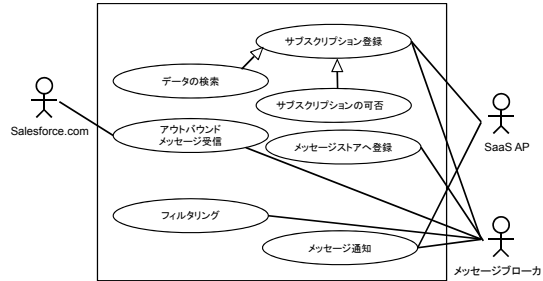 サブスクリプション登録
データの検索
サブスクリプションの可否
Salesforce.com
アウトバウンド
メッセージ受信
メッセージストアへ登録
SaaS AP
フィルタリング
メッセージ通知
メッセージブローカ